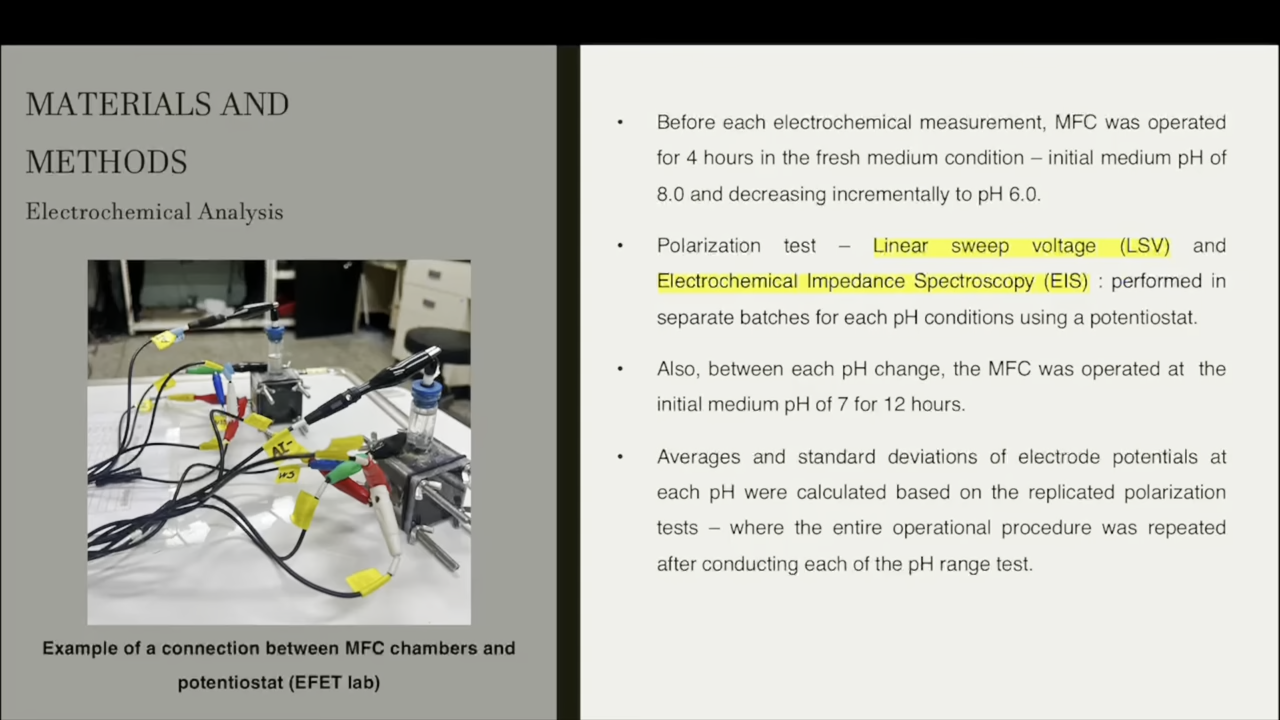 MATERIALS AND
METHODS
Electrochemical Analysis
Example of a connection between MFC chambers and
potentiostat (EFET lab)
• Before each electrochemical measurement, MFC was operated
for 4 hours in the fresh medium condition – initial medium pH of
8.0 and decreasing incrementally to pH 6.0.
• Polarization test – Linear sweep voltage (LSV) and
Electrochemical Impedance Spectroscopy (EIS) : performed in
separate batches for each pH conditions using a potentiostat.
• Also, between each pH change, the MFC was operated at the
initial medium pH of 7 for 12 hours.
• Averages and standard deviations of electrode potentials at
each pH were calculated based on the replicated polarization
tests – where the entire operational procedure was repeated
after conducting each of the pH range test.